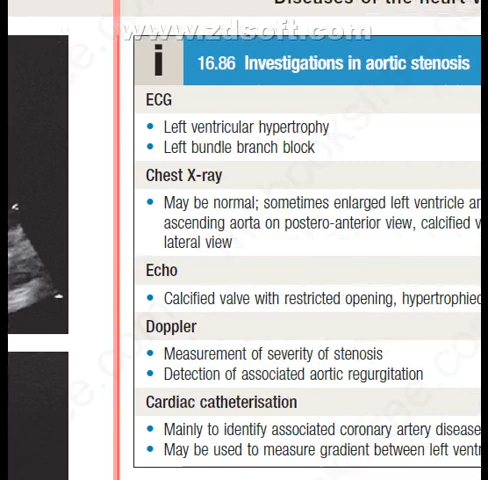 Diseases of the heart v
www.zdsoft.com
i 16.86 Investigations in aortic stenosis
ECG
• Left ventricular hypertrophy
• Left bundle branch block
Chest X-ray
• May be normal; sometimes enlarged left ventricle an
ascending aorta on postero-anterior view, calcified v
lateral view
Echo
• Calcified valve with restricted opening, hypertrophied
Doppler
• Measurement of severity of stenosis
• Detection of associated aortic regurgitation
Cardiac catheterisation
• Mainly to identify associated coronary artery disease
• May be used to measure gradient between left ventr